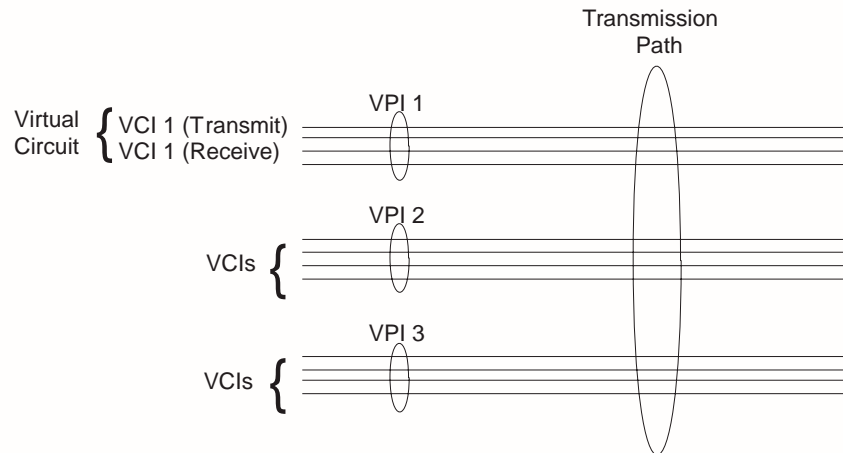 Transmission
Path
VPI 1
Virtual
Circuit
{
VCI 1 (Transmit)
VCI 1 (Receive)
VPI 2
VCIs {
VPI 3
VCIs {